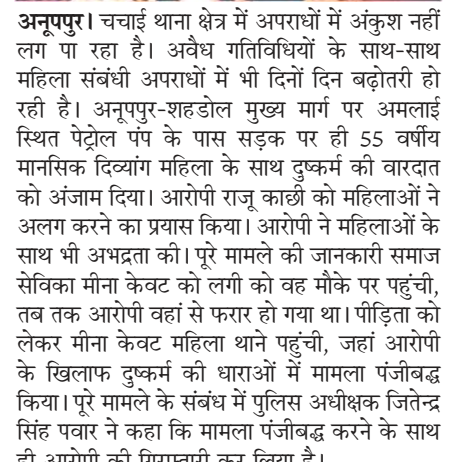 अनूपपुर। चचाई थाना क्षेत्र में अपराधों में अंकुश नहीं
लग पा रहा है। अवैध गतिविधियों के साथ-साथ
महिला संबंधी अपराधों में भी दिनों दिन बढ़ोतरी हो
रही है। अनूपपुर-शहडोल मुख्य मार्ग पर अमलाई
स्थित पेट्रोल पंप के पास सड़क पर ही 55 वर्षीय
मानसिक दिव्यांग महिला के साथ दुष्कर्म की वारदात
को अंजाम दिया। आरोपी राजू काछी को महिलाओं ने
अलग करने का प्रयास किया। आरोपी ने महिलाओं के
साथ भी अभद्रता की। पूरे मामले की जानकारी समाज
सेविका मीना केवट को लगी को वह मौके पर पहुंची,
तब तक आरोपी वहां से फरार हो गया था। पीड़िता को
लेकर मीना केवट महिला थाने पहुंची, जहां आरोपी
के खिलाफ दुष्कर्म की धाराओं में मामला पंजीबद्ध
किया। पूरे मामले के संबंध में पुलिस अधीक्षक जितेन्द्र
सिंह पवार ने कहा कि मामला पंजीबद्ध करने के साथ
ही आरोपी की गिरफ्तारी कर लिया है।